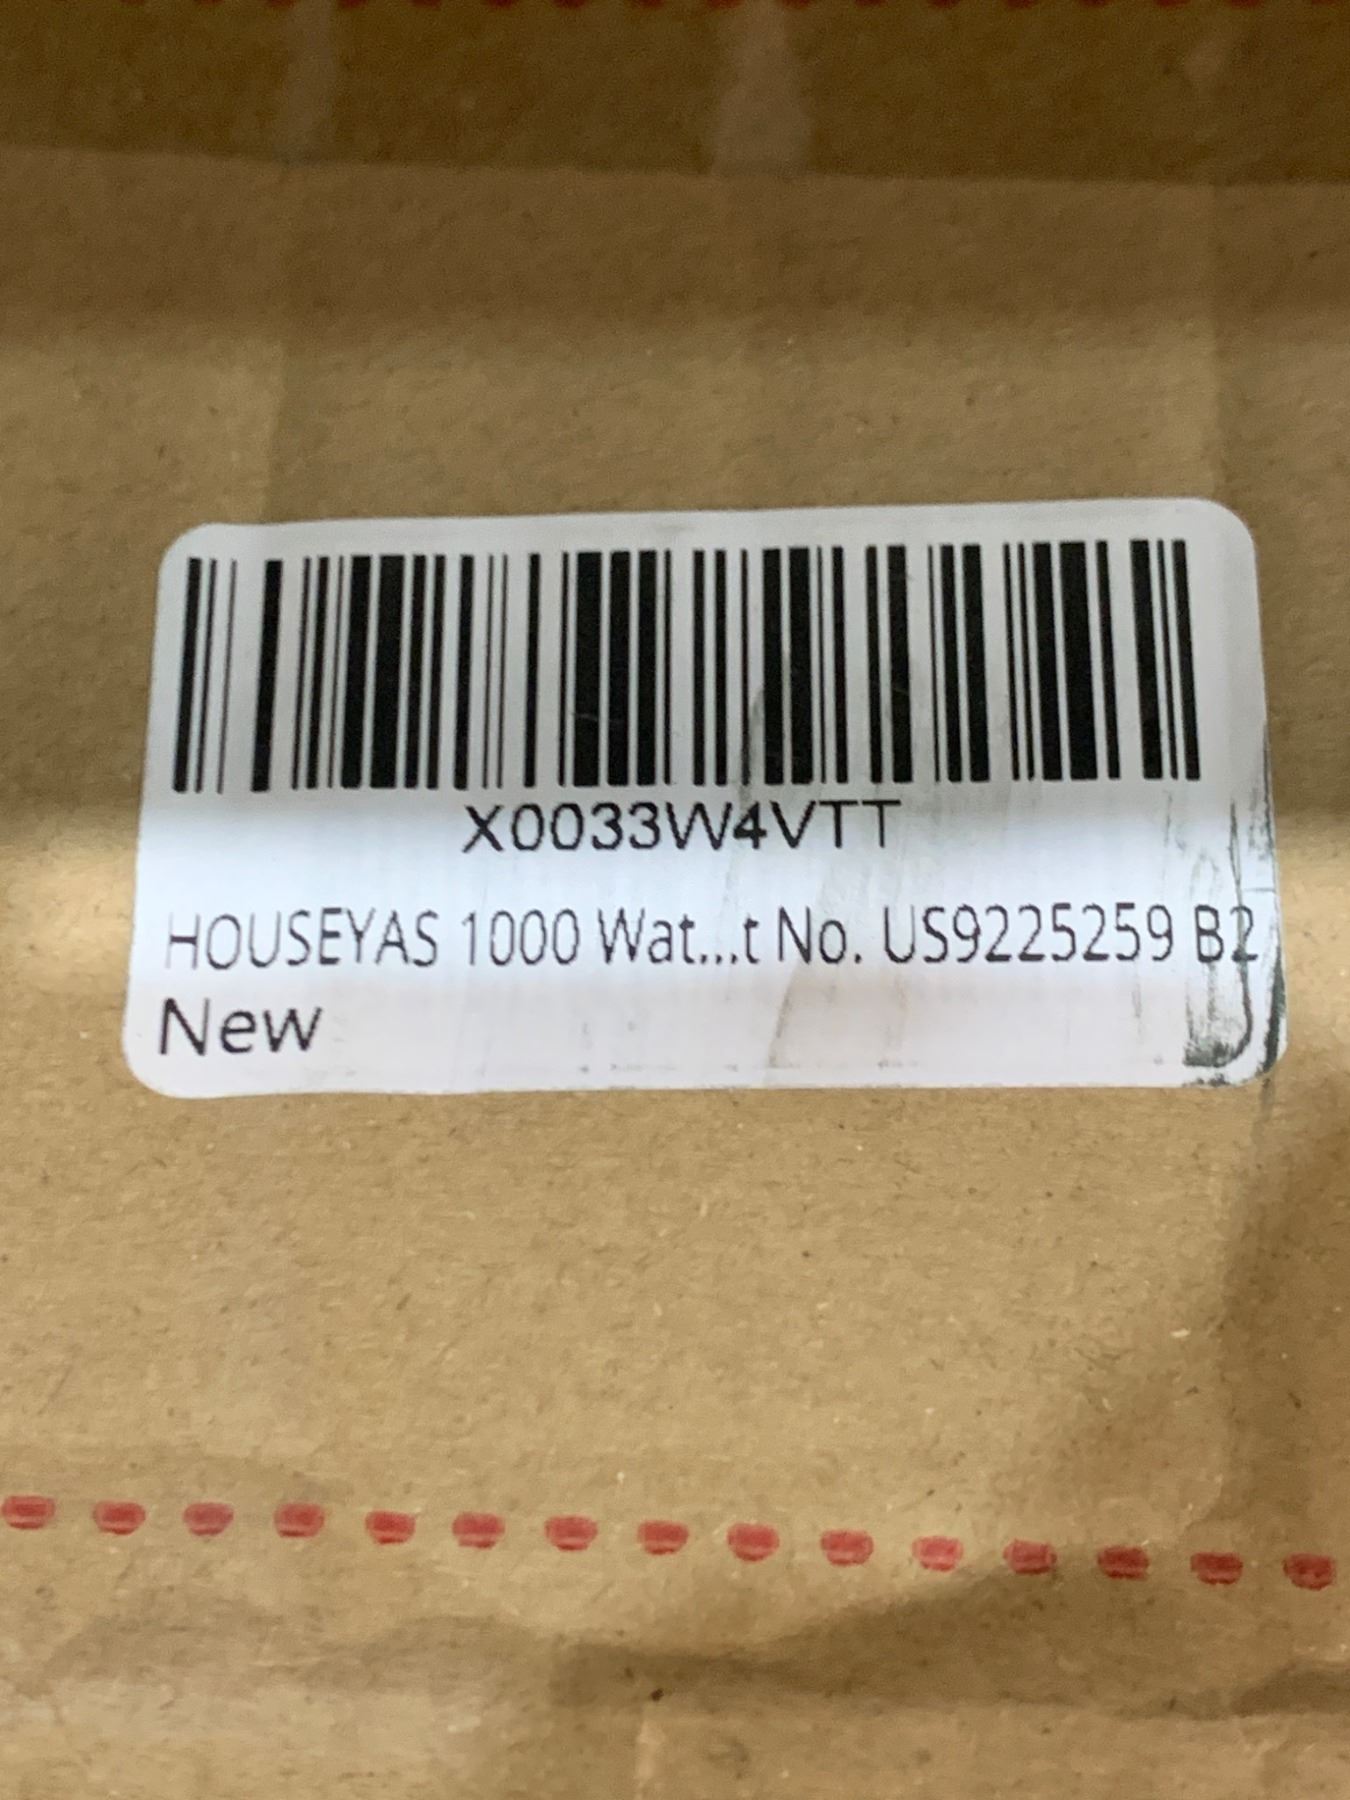 X0033W4VTT
HOUSEYAS 1000 Wat...t No. US9225259 B2
New